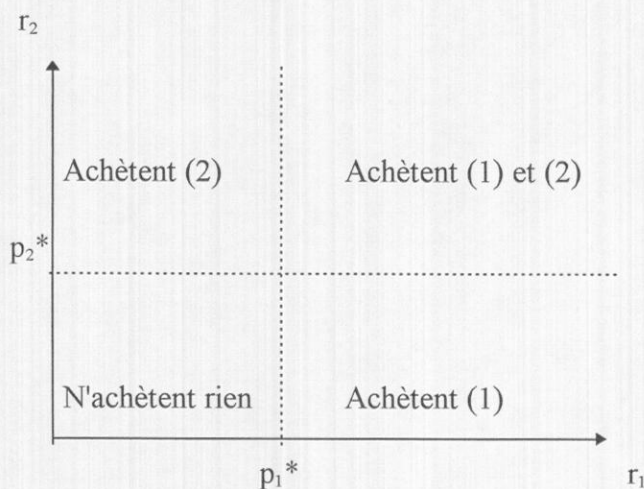 r₂
Achètent (2)
Achètent (1) et (2)
p₂*
N'achètent rien
Achètent (1)
p₁*
r₁